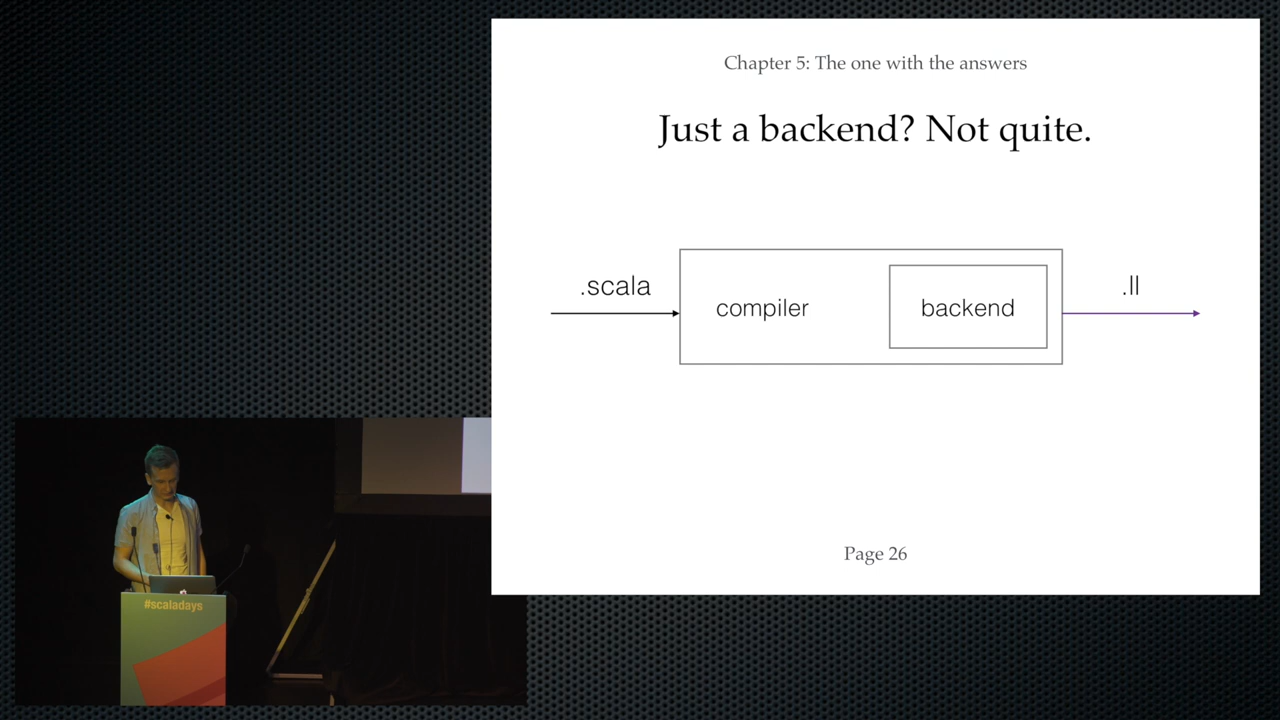 Chapter 5: The one with the answers
Just a backend? Not quite.
.scala
compiler
backend
.ll
Page 26
#scaladays